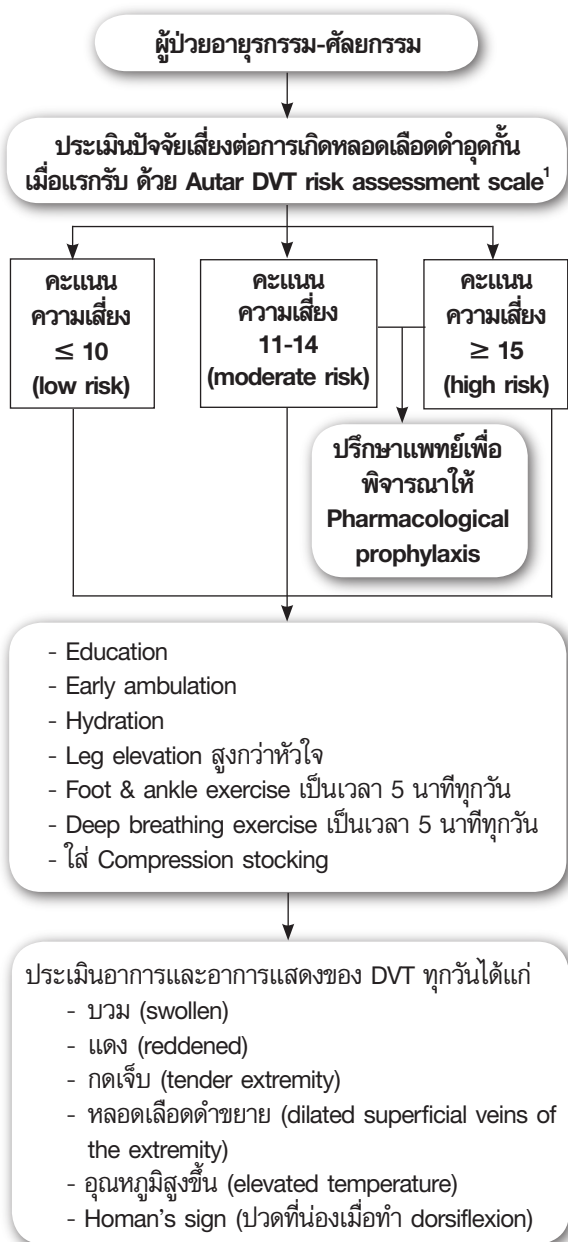 ผู้ป่วยอายุรกรรม-ศัลยกรรม
ประเมินปัจจัยเสี่ยงต่อการเกิดหลอดเลือดดำอุดกั้น
เมื่อแรกรับ ด้วย Autar DVT risk assessment scale¹
คะแนน
ความเสี่ยง
≤ 10
(low risk)
คะแนน
ความเสี่ยง
11-14
(moderate risk)
คะแนน
ความเสี่ยง
≥ 15
(high risk)
ปรึกษาแพทย์เพื่อ
พิจารณาให้
Pharmacological
prophylaxis
- Education
- Early ambulation
- Hydration
- Leg elevation สูงกว่าหัวใจ
- Foot & ankle exercise เป็นเวลา 5 นาทีทุกวัน
- Deep breathing exercise เป็นเวลา 5 นาทีทุกวัน
- ใส่ Compression stocking
ประเมินอาการและอาการแสดงของ DVT ทุกวันได้แก่
- บวม (swollen)
- แดง (reddened)
- กดเจ็บ (tender extremity)
- หลอดเลือดดำขยาย (dilated superficial veins of
the extremity)
- อุณหภูมิสูงขึ้น (elevated temperature)
- Homan's sign (ปวดที่น่องเมื่อทำ dorsiflexion)